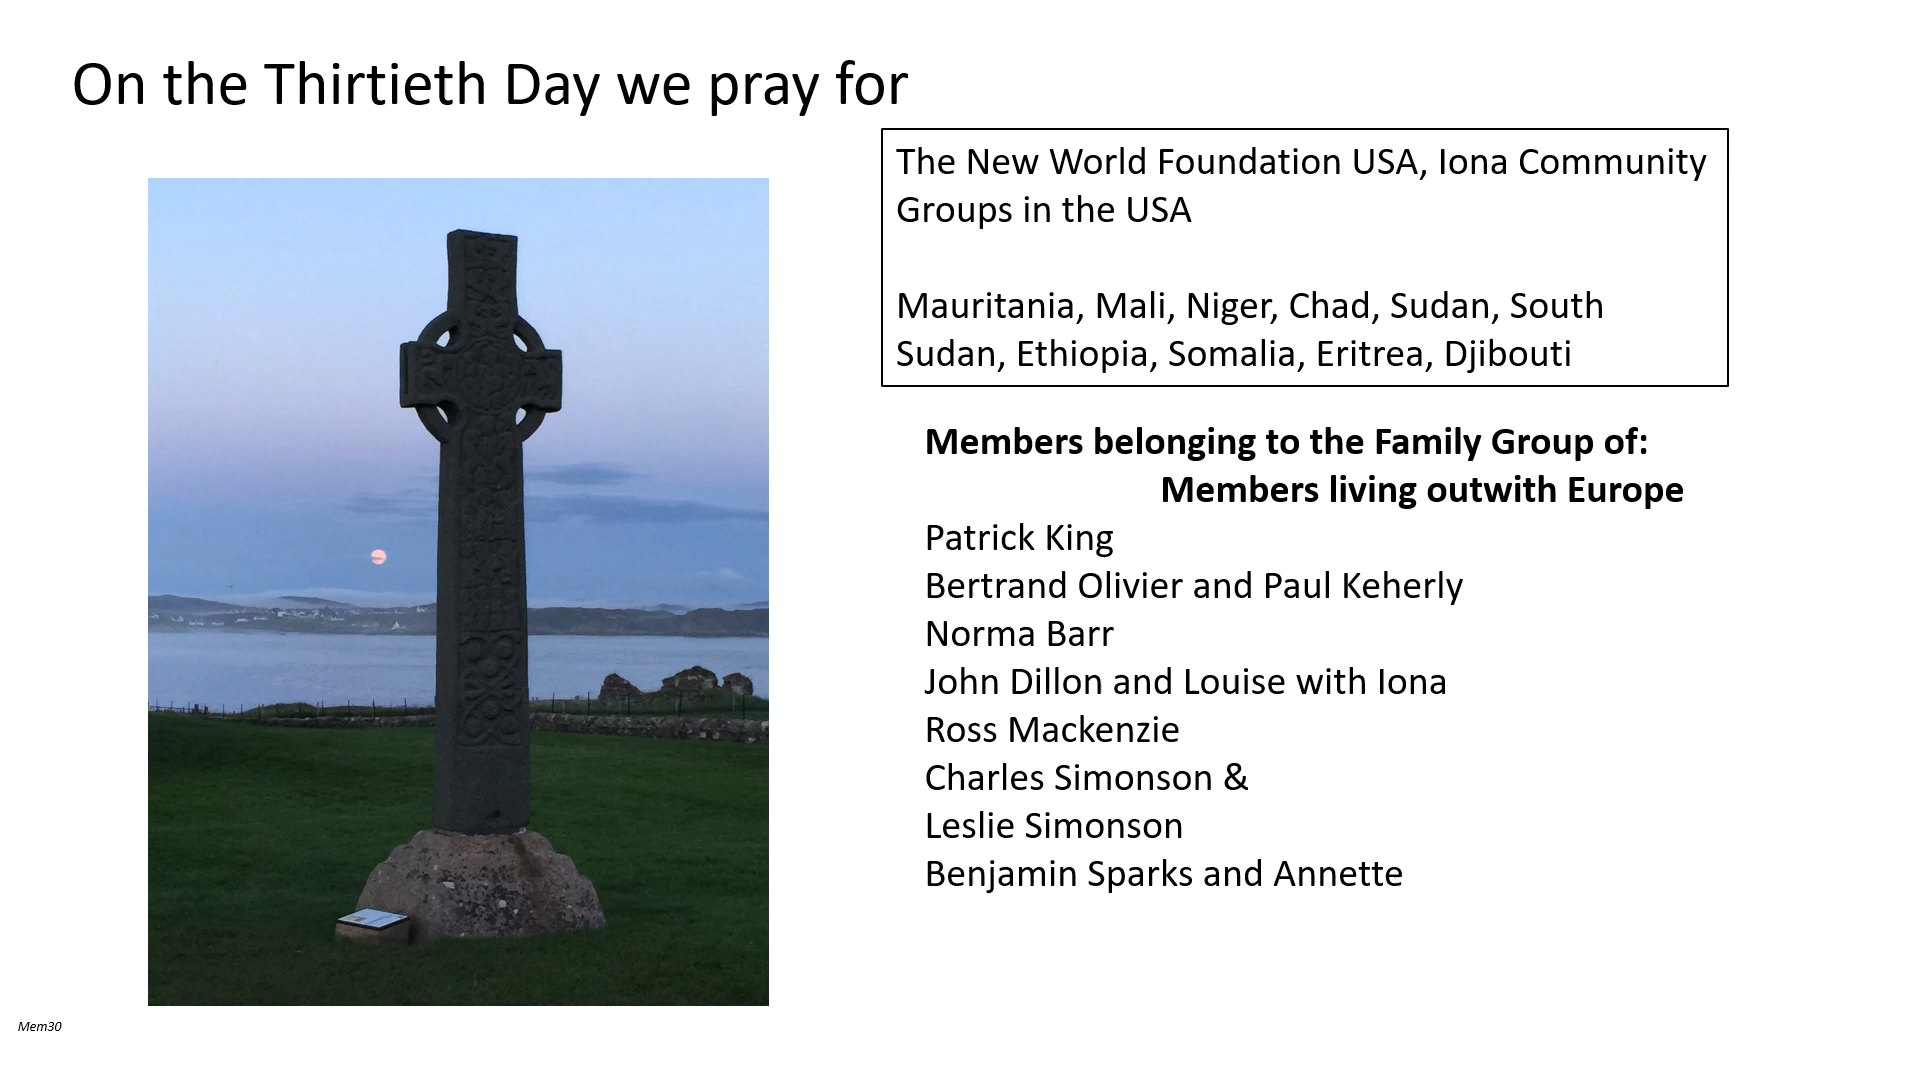 On the Thirtieth Day we pray for
The New World Foundation USA, Iona Community
Groups in the USA
Mauritania, Mali, Niger, Chad, Sudan, South
Sudan, Ethiopia, Somalia, Eritrea, Djibouti
Members belonging to the Family Group of:
Members living outwith Europe
Patrick King
Bertrand Olivier and Paul Keherly
Norma Barr
John Dillon and Louise with Iona
Ross Mackenzie
Charles Simonson &
Leslie Simonson
Benjamin Sparks and Annette
Mem30